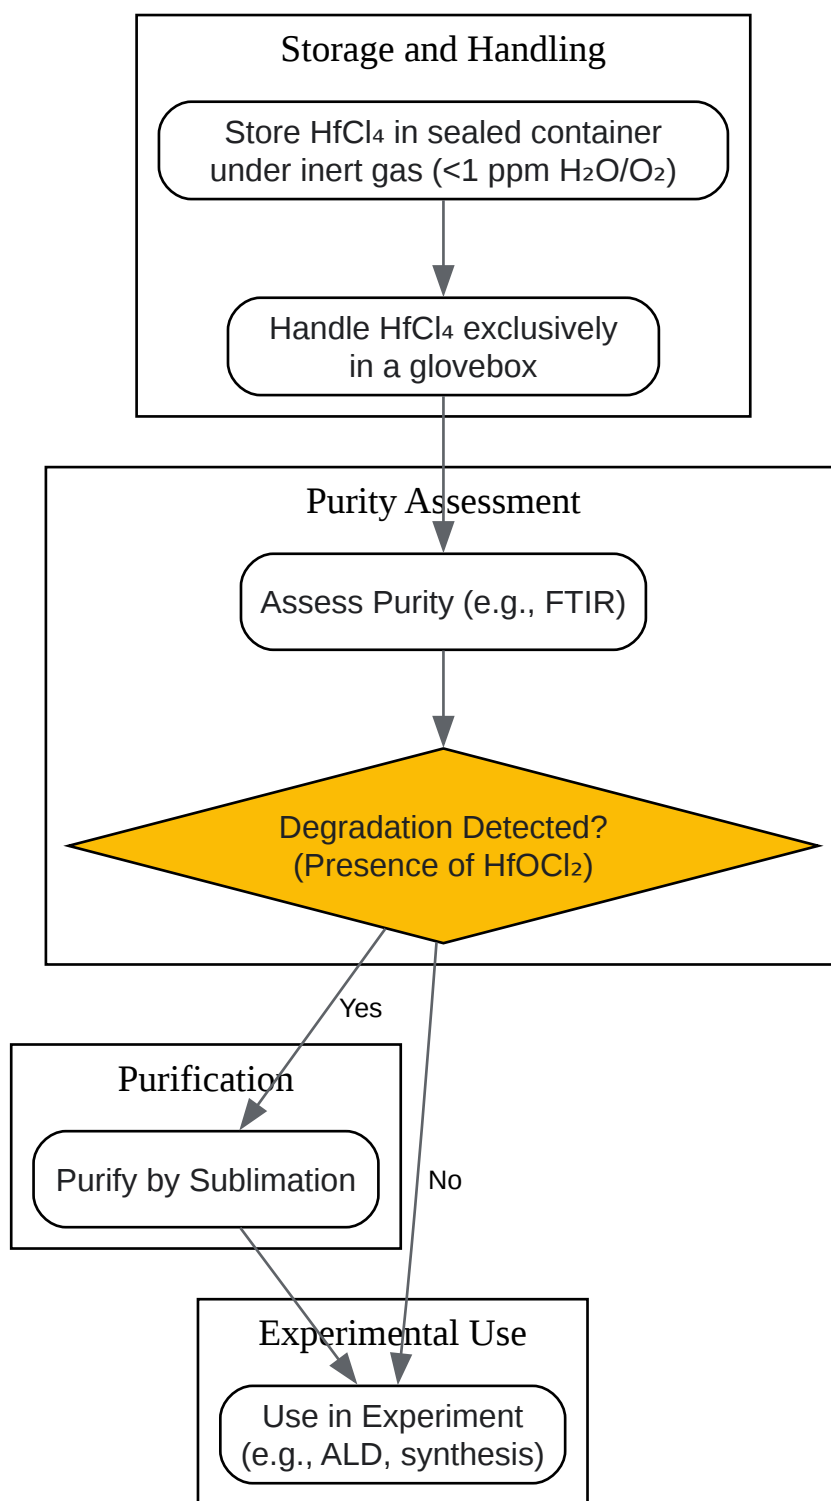 Storage and Handling
Store HfCl₄ in sealed container
under inert gas (<1 ppm H₂O/O₂)
Handle HfCl₄ exclusively
in a glovebox
Purity Assessment
Assess Purity (e.g., FTIR)
Degradation Detected?
(Presence of HfOCl₂)
Yes
Purification
Purify by Sublimation
No
Experimental Use
Use in Experiment
(e.g., ALD, synthesis)